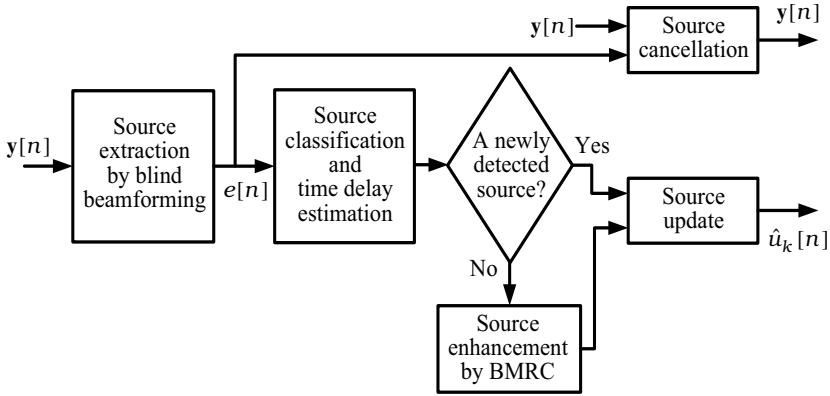 y[n]
Source
extraction
by blind
beamforming
e[n]
Source
classification
and
time delay
estimation
A newly
detected
source?
Yes
No
Source
enhancement
by BMRC
y[n]
Source
cancellation
y[n]
Source
update
û_k[n]